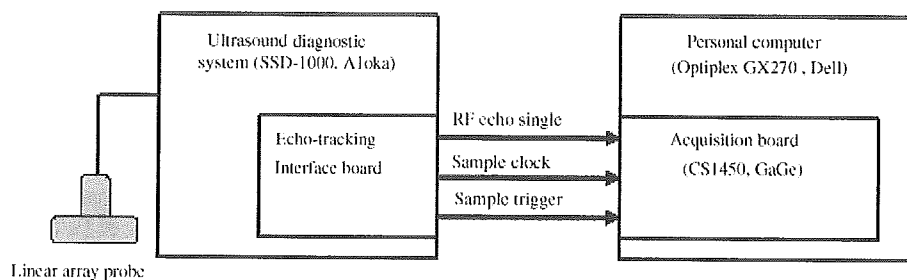 Ultrasound diagnostic
system (SSD-1000, Aloka)
Echo-tracking
Interface board
RF echo single
Sample clock
Sample trigger
Personal computer
(Optiplex GX270 , Dell)
Acquisition board
(CS1450, GaGe)
Linear array probe